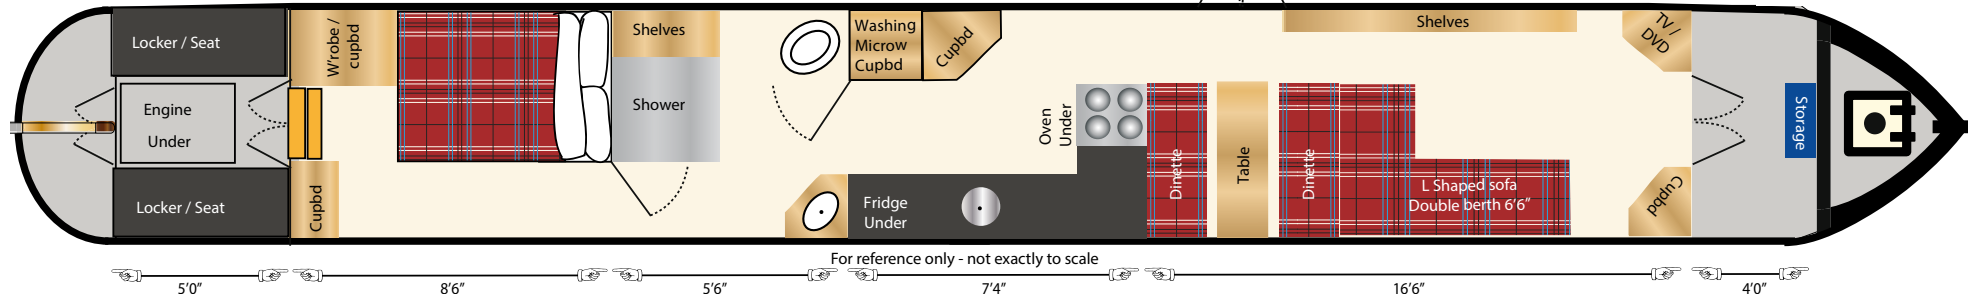 Locker / Seat
Engine
Under
Locker / Seat
W'robe /
cupbd
Cupbd
Shelves
Shower
Washing
Microw
Cupbd
Cupbd
Oven
Under
Fridge
Under
Dinette
Table
Dinette
Shelves
L Shaped sofa
Double berth 6'6”
TV /
DVD
Cupbd
Storage
For reference only - not exactly to scale
5'0”
8'6”
5'6”
7'4”
16'6”
4'0”